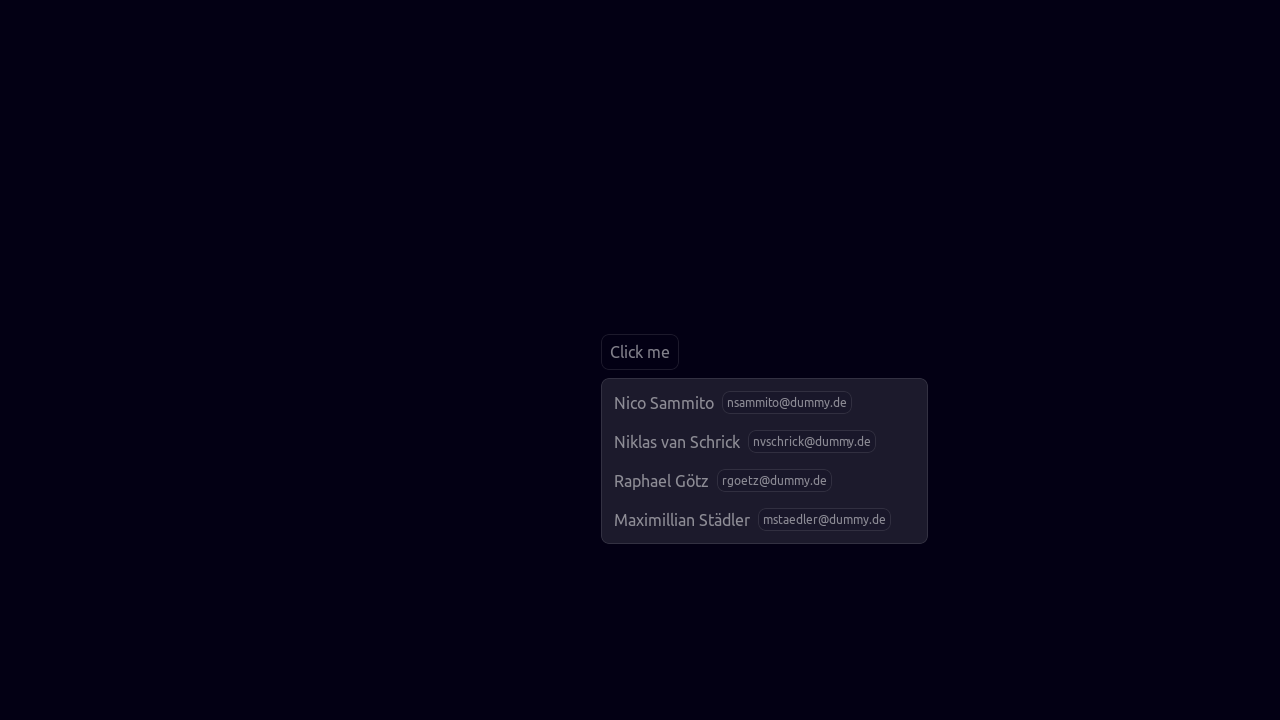 Click me
Nico Sammito nsammito@dummy.de
Niklas van Schrick nvschrick@dummy.de
Raphael Götz rgoetz@dummy.de
Maximillian Städler mstaedler@dummy.de